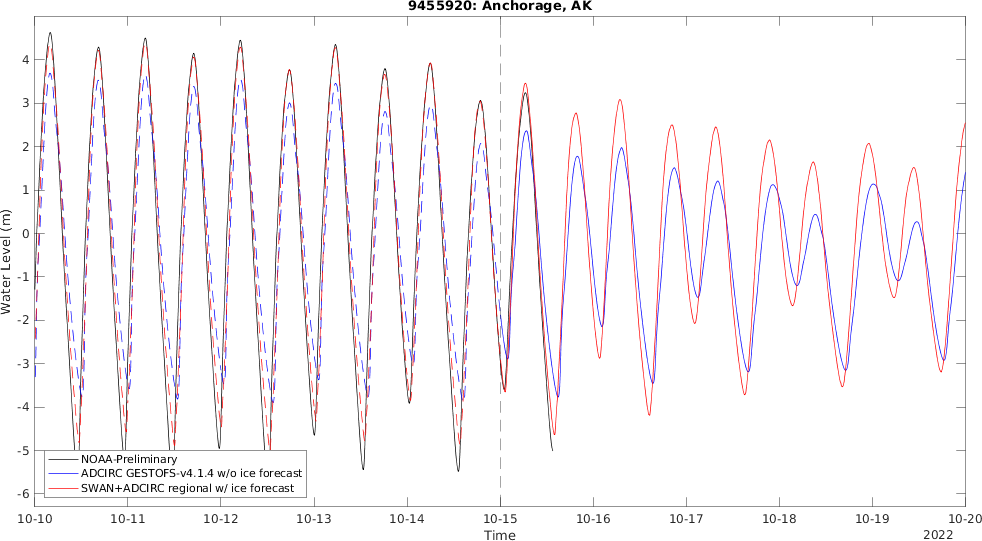 9455920: Anchorage, AK
Water Level (m)
4
3
2
1
0
-1
-2
-3
-4
-5
-6
NOAA-Preliminary
ADCIRC GESTOFS-v4.1.4 w/o ice forecast
SWAN+ADCIRC regional w/ ice forecast
10-10 10-11 10-12 10-13 10-14 10-15 10-16 10-17 10-18 10-19 10-20
Time
2022